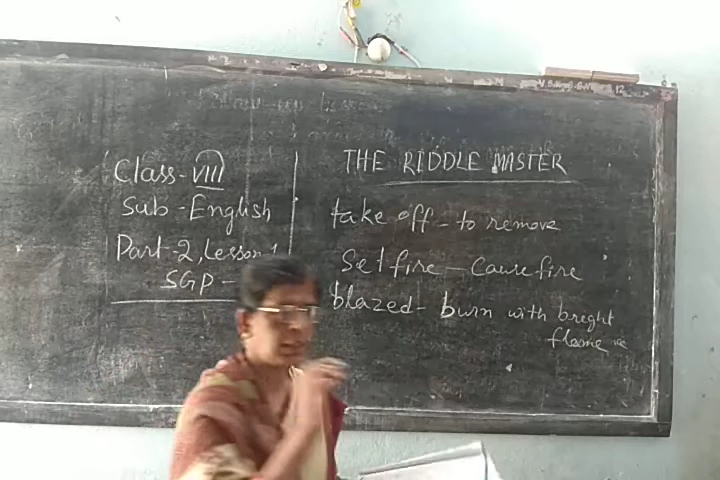 Class - VIII
Sub - English
Part-2, Lesson-1
SGP -
THE RIDDLE MASTER
take off - to remove
Set fire - Cause fire
blazed - burn with bright
flame